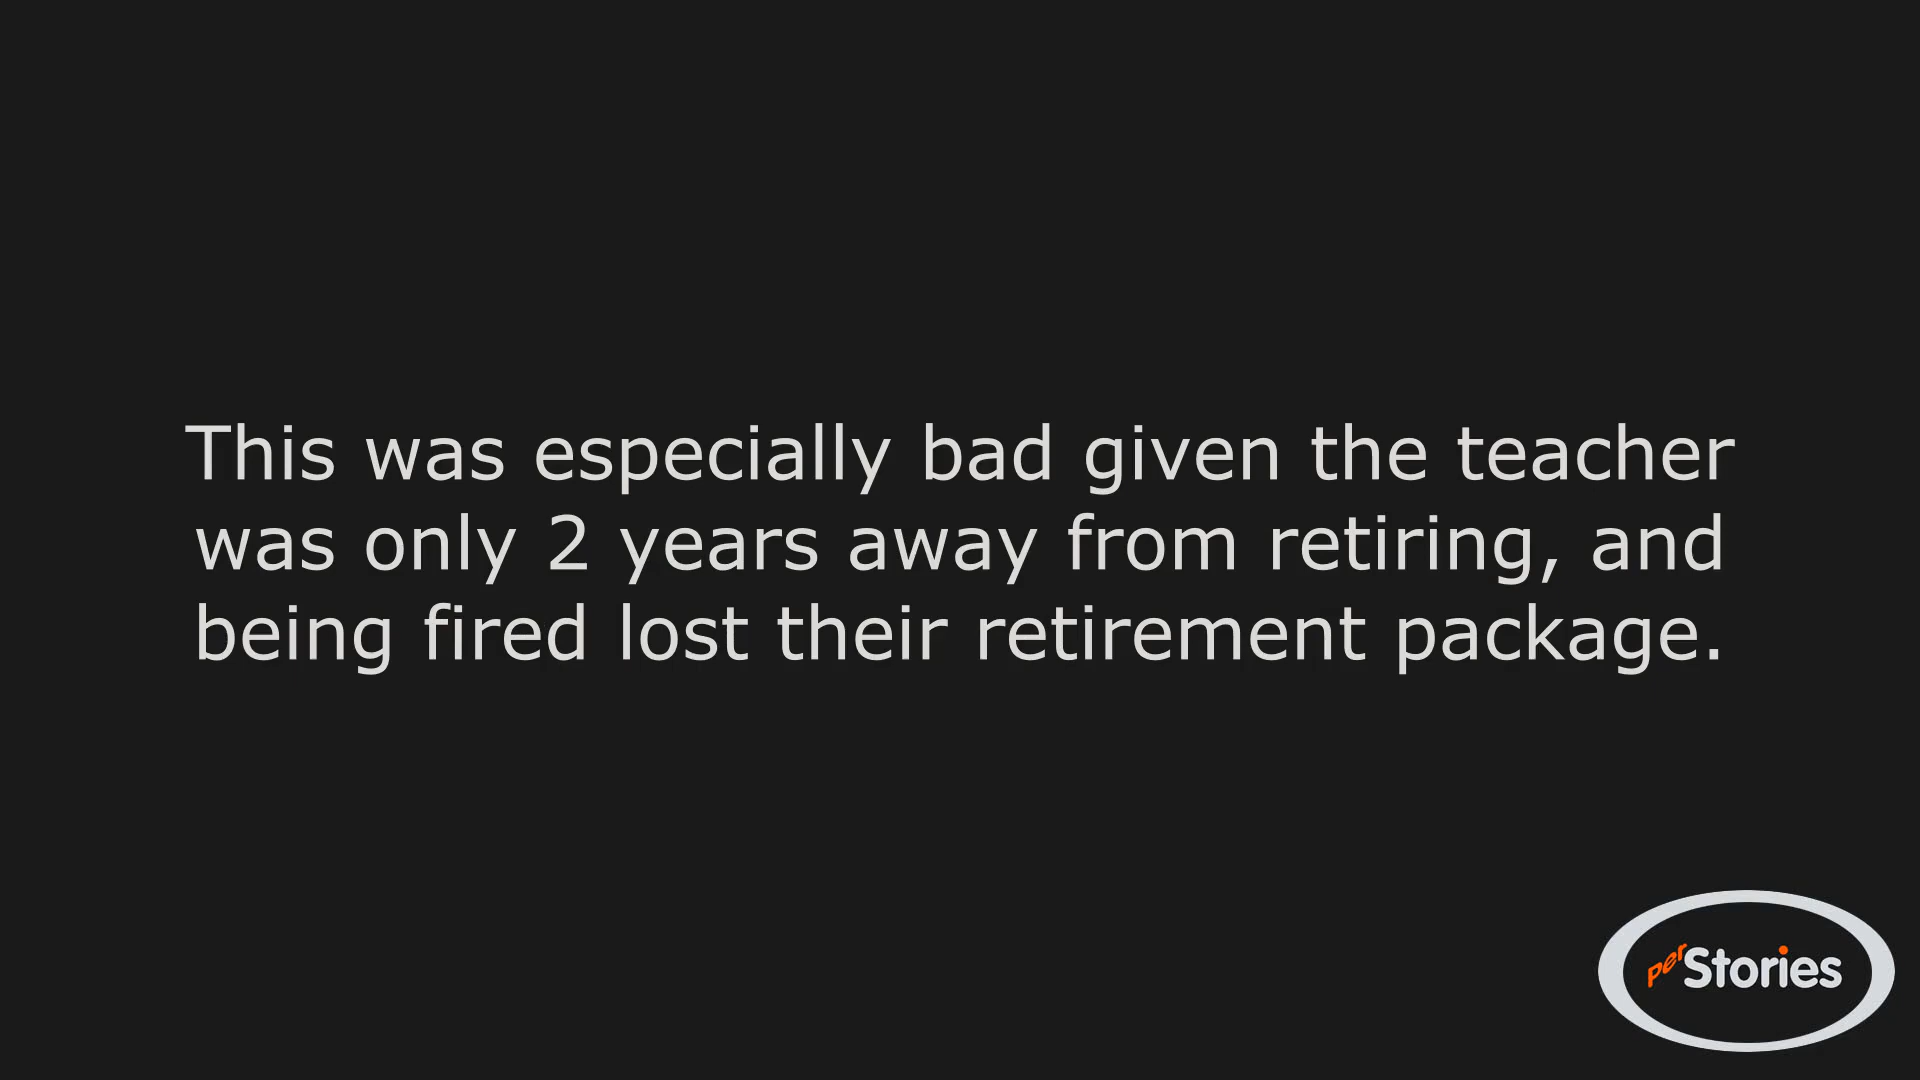 This was especially bad given the teacher
was only 2 years away from retiring, and
being fired lost their retirement package.
perStories